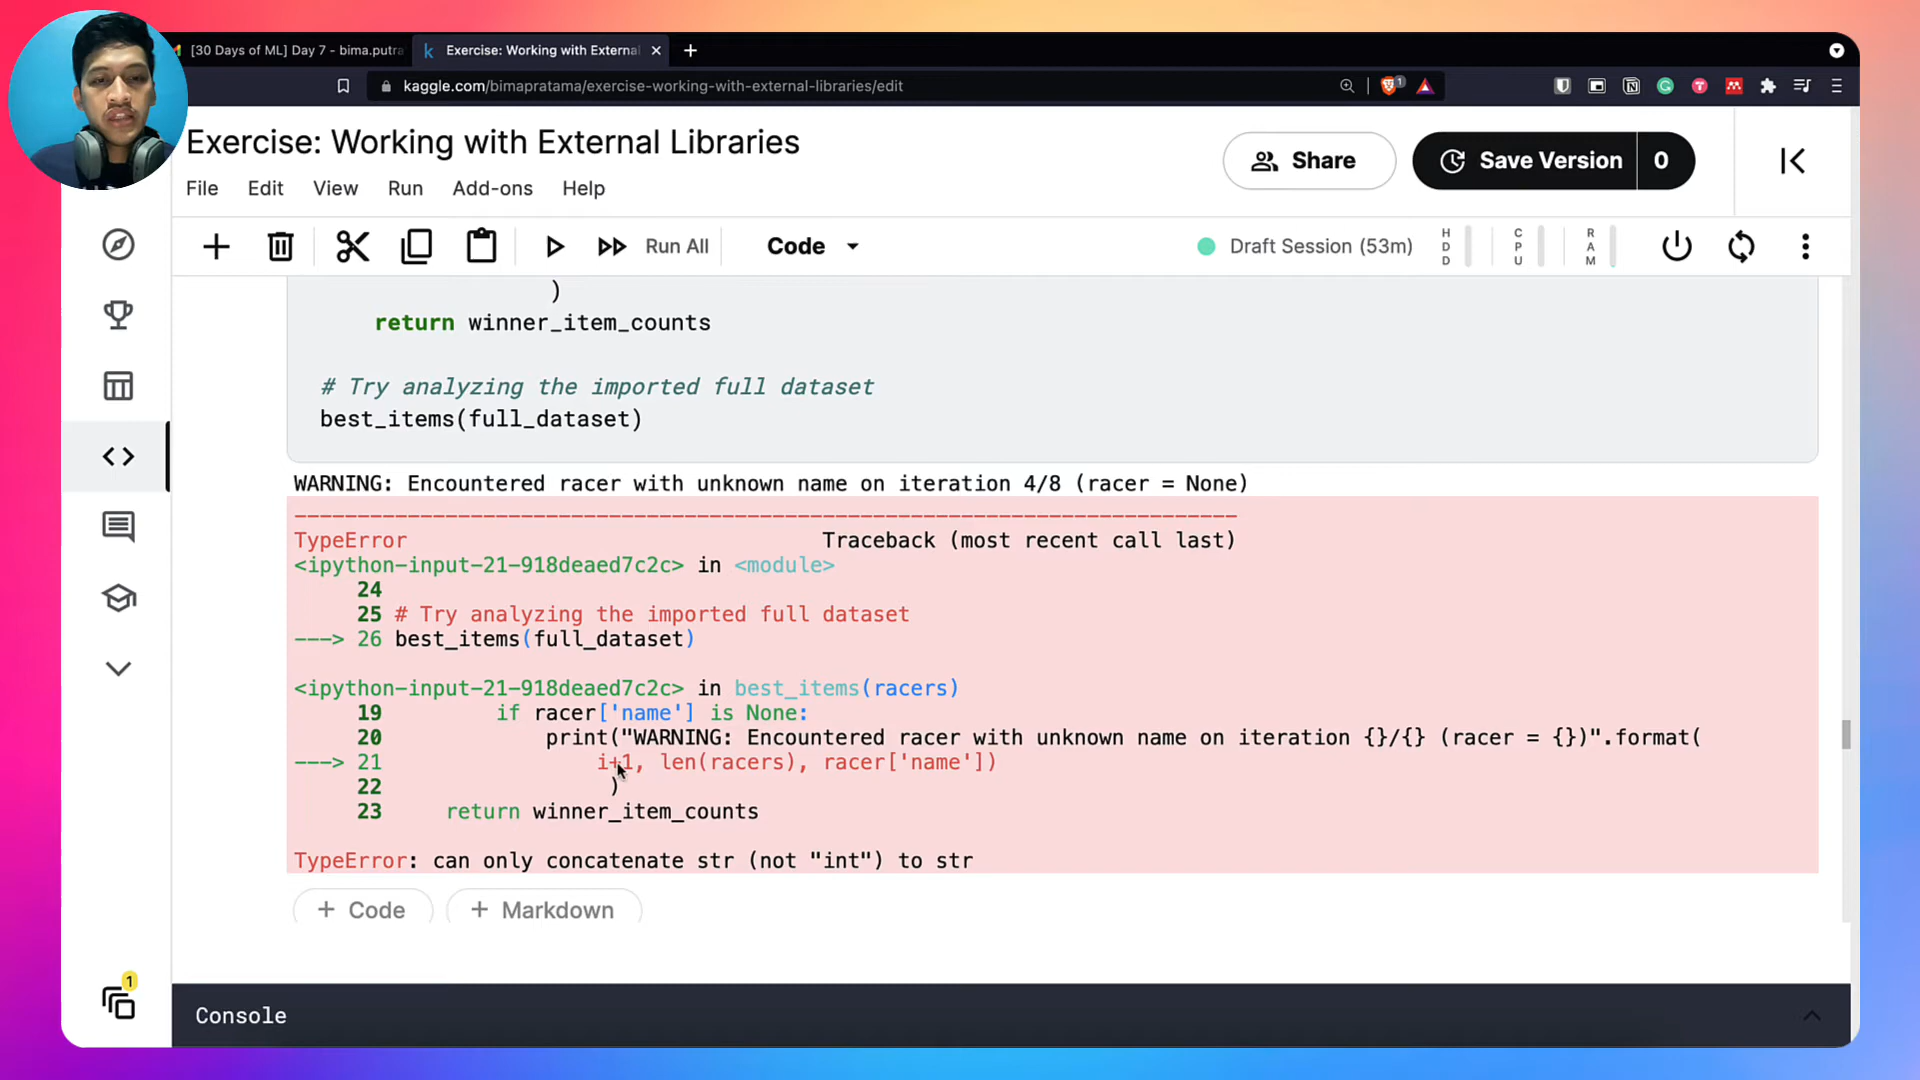 [30 Days of ML] Day 7 - bima.putra
Exercise: Working with External
kaggle.com/bimapratama/exercise-working-with-external-libraries/edit
Exercise: Working with External Libraries
Share
Save Version
0
File
Edit
View
Run
Add-ons
Help
Run All
Code
Draft Session (53m)
HDD
CPU
RAM
)
return winner_item_counts
# Try analyzing the imported full dataset
best_items(full_dataset)
WARNING: Encountered racer with unknown name on iteration 4/8 (racer = None)
---------------------------------------------------------------------------
TypeError Traceback (most recent call last)
<ipython-input-21-918deaed7c2c> in <module>
24
25 # Try analyzing the imported full dataset
---> 26 best_items(full_dataset)
<ipython-input-21-918deaed7c2c> in best_items(racers)
19 if racer['name'] is None:
20 print("WARNING: Encountered racer with unknown name on iteration {}/{} (racer = {})".format(
---> 21 i+1, len(racers), racer['name'])
22 )
23 return winner_item_counts
TypeError: can only concatenate str (not "int") to str
+ Code
+ Markdown
1
Console